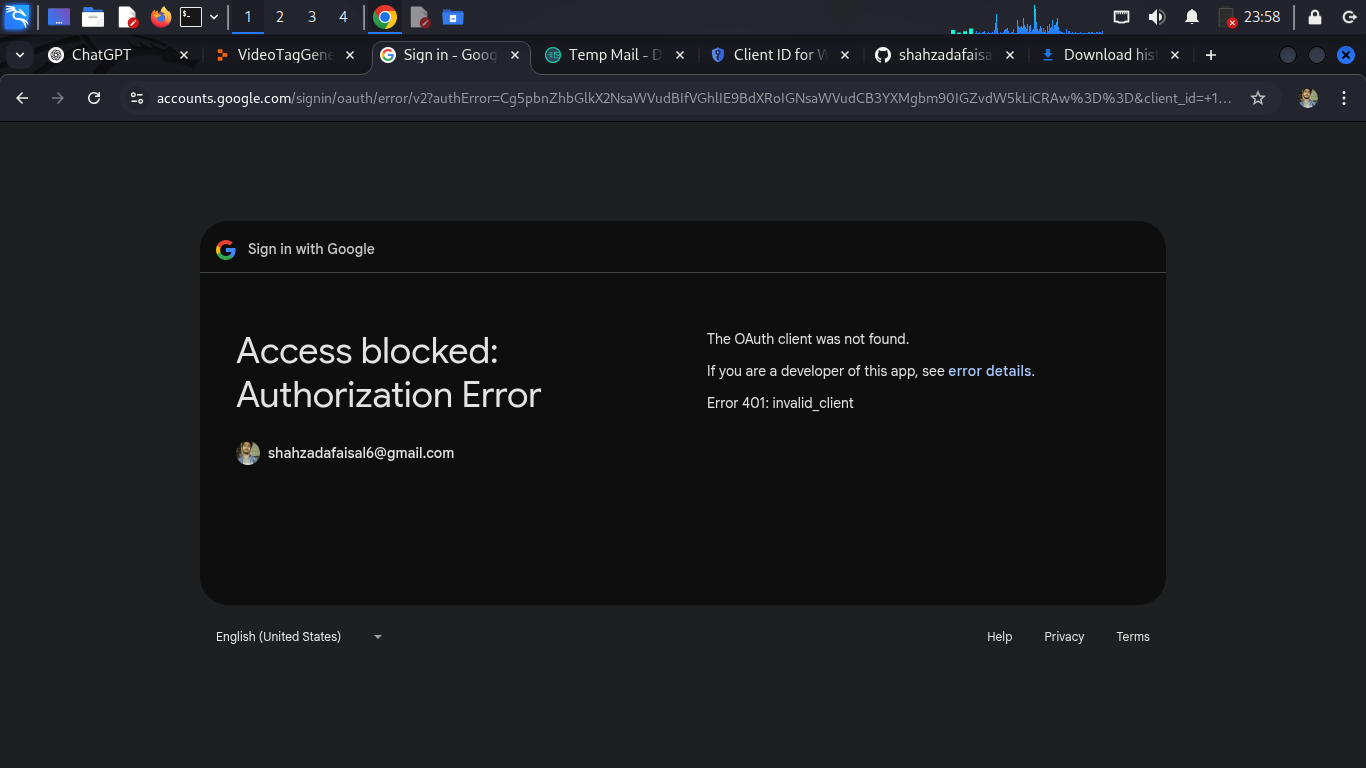 1 2 3 4 23:58
ChatGPT VideoTagGene Sign in - Goog Temp Mail - D Client ID for W shahzadafaisa Download hist
accounts.google.com/signin/oauth/error/v2?authError=Cg5pbnZhbGlkX2NsaWVudBIfVGhlIE9BdXRoIGNsaWVudCB3YXMgbm90IGZvdW5kLiCRAw%3D%3D&client_id=+1...
Sign in with Google
Access blocked:
Authorization Error
shahzadafaisal6@gmail.com
The OAuth client was not found.
If you are a developer of this app, see error details.
Error 401: invalid_client
English (United States) Help Privacy Terms